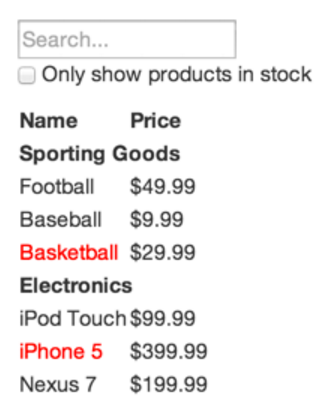 Search...
Only show products in stock
Name Price
Sporting Goods
Football $49.99
Baseball $9.99
Basketball $29.99
Electronics
iPod Touch $99.99
iPhone 5 $399.99
Nexus 7 $199.99